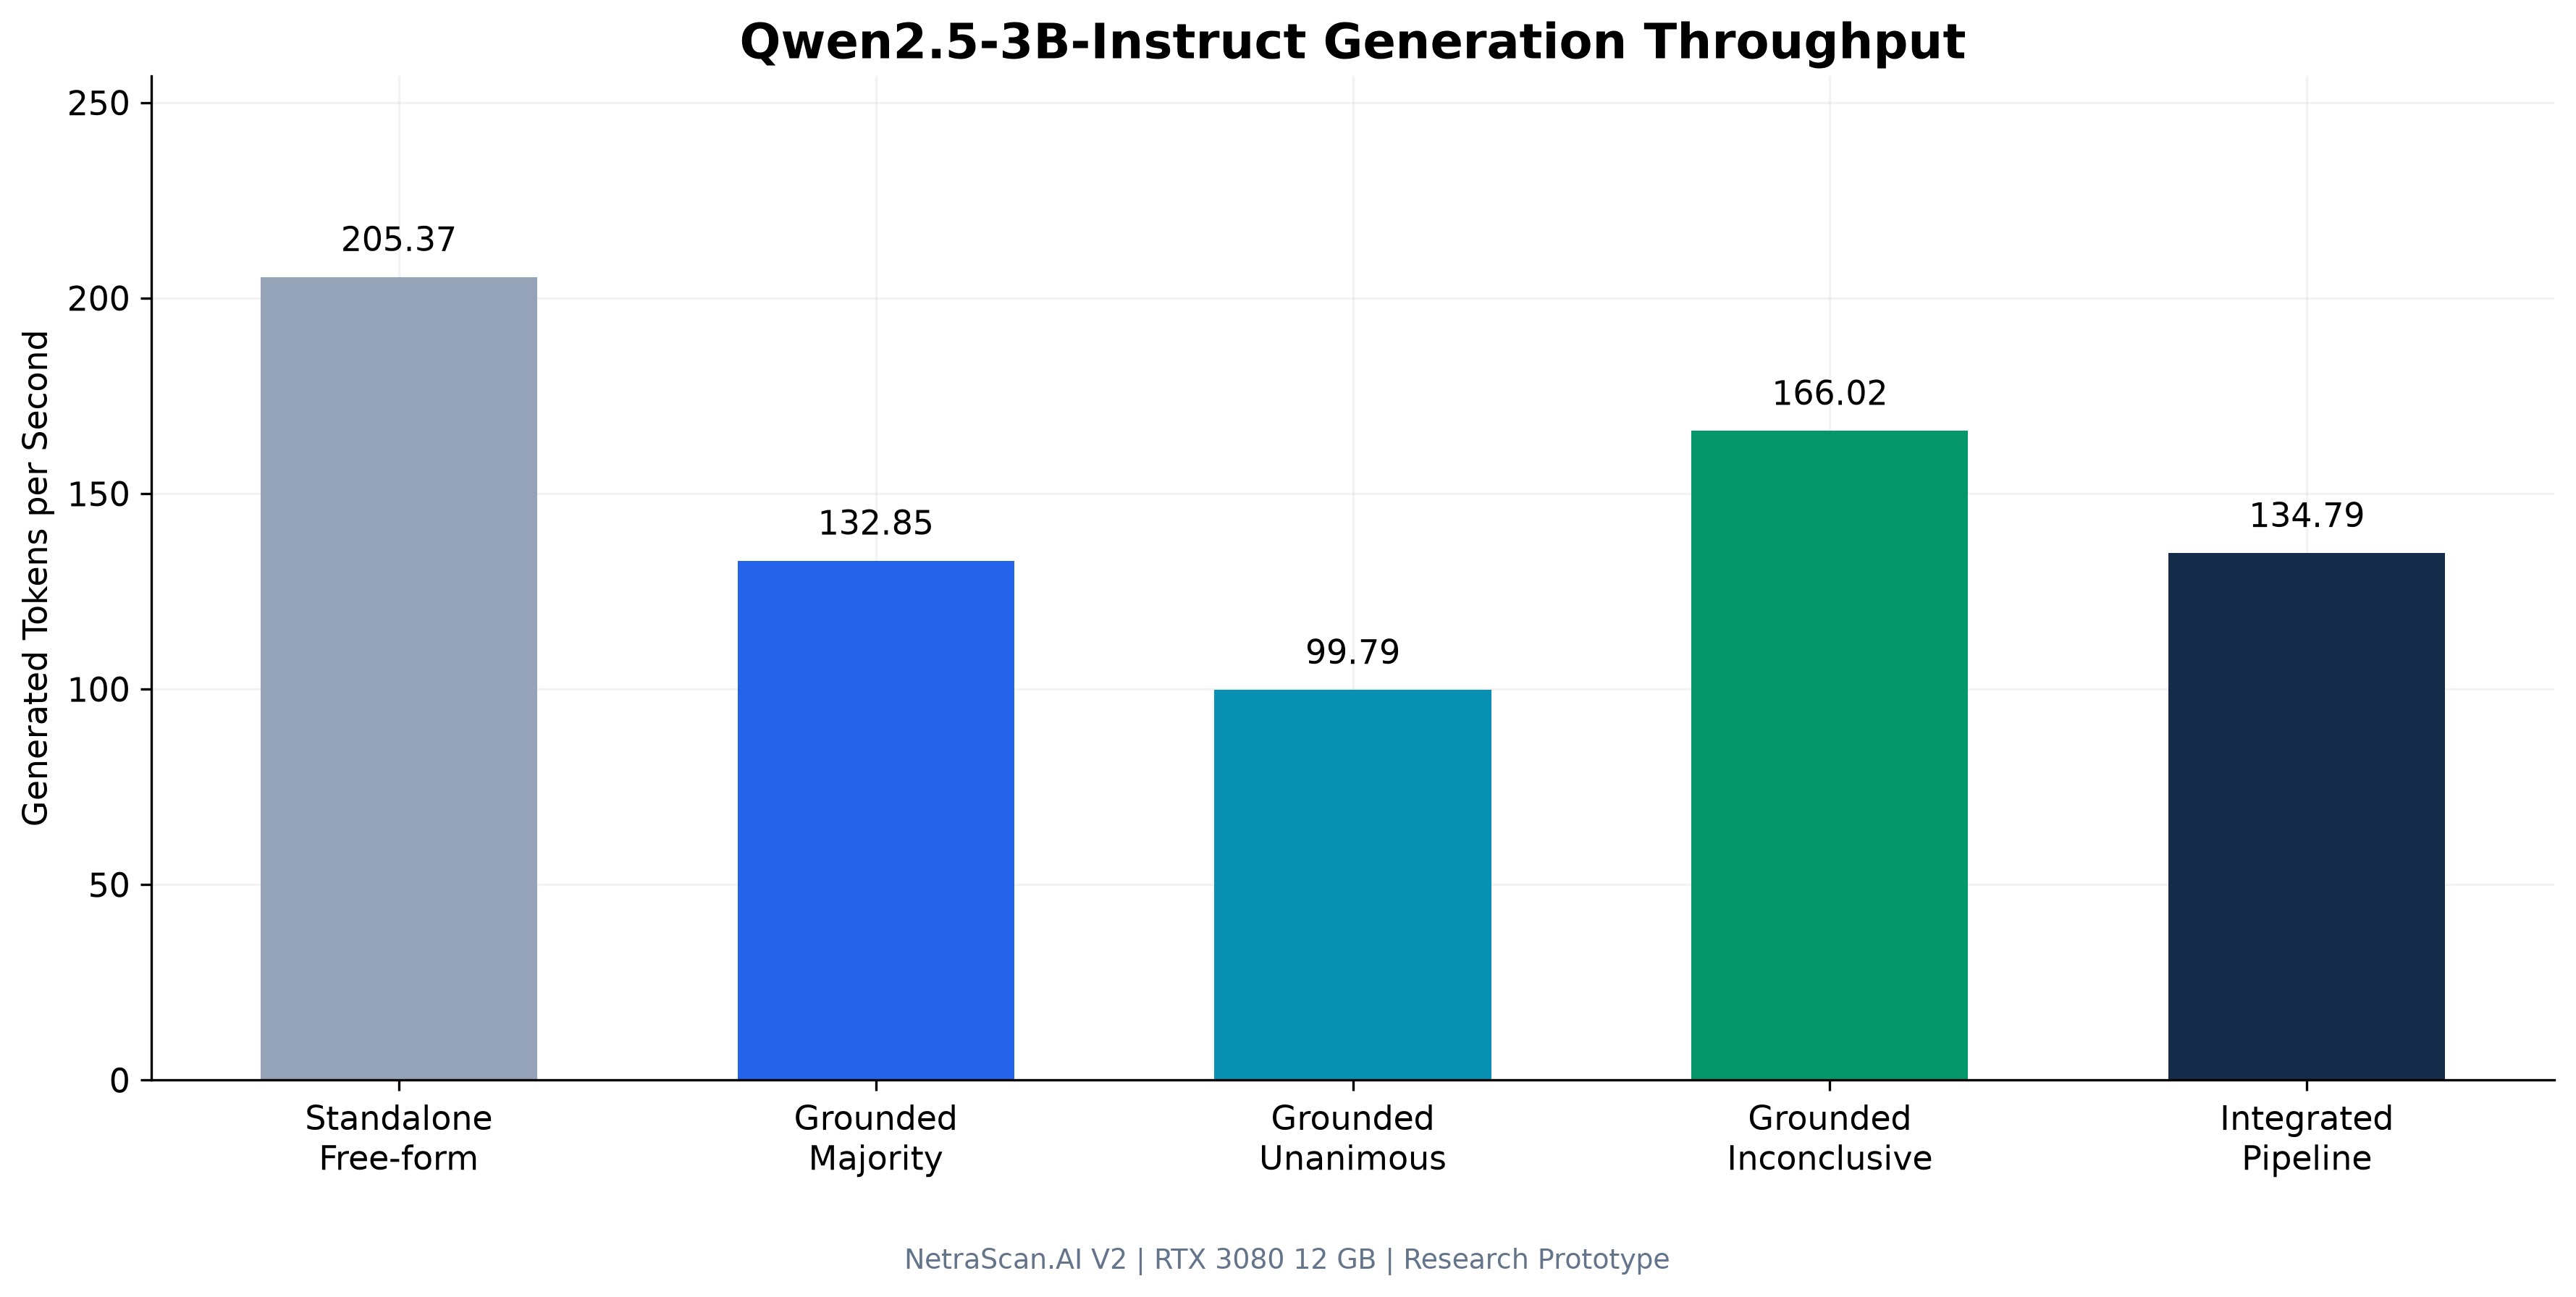 Qwen2.5-3B-Instruct Generation Throughput
Generated Tokens per Second
250
200
150
100
50
0
205.37
132.85
99.79
166.02
134.79
Standalone
Free-form
Grounded
Majority
Grounded
Unanimous
Grounded
Inconclusive
Integrated
Pipeline
NetraScan.AI V2 | RTX 3080 12 GB | Research Prototype